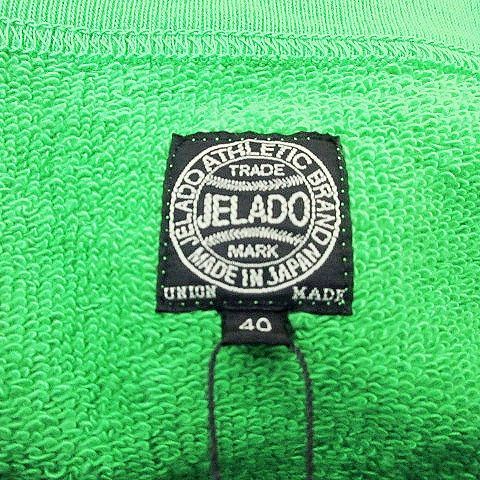 JELADO ATHLETIC BRAND
TRADE
JELADO
MARK
MADE IN JAPAN
UNION MADE
40